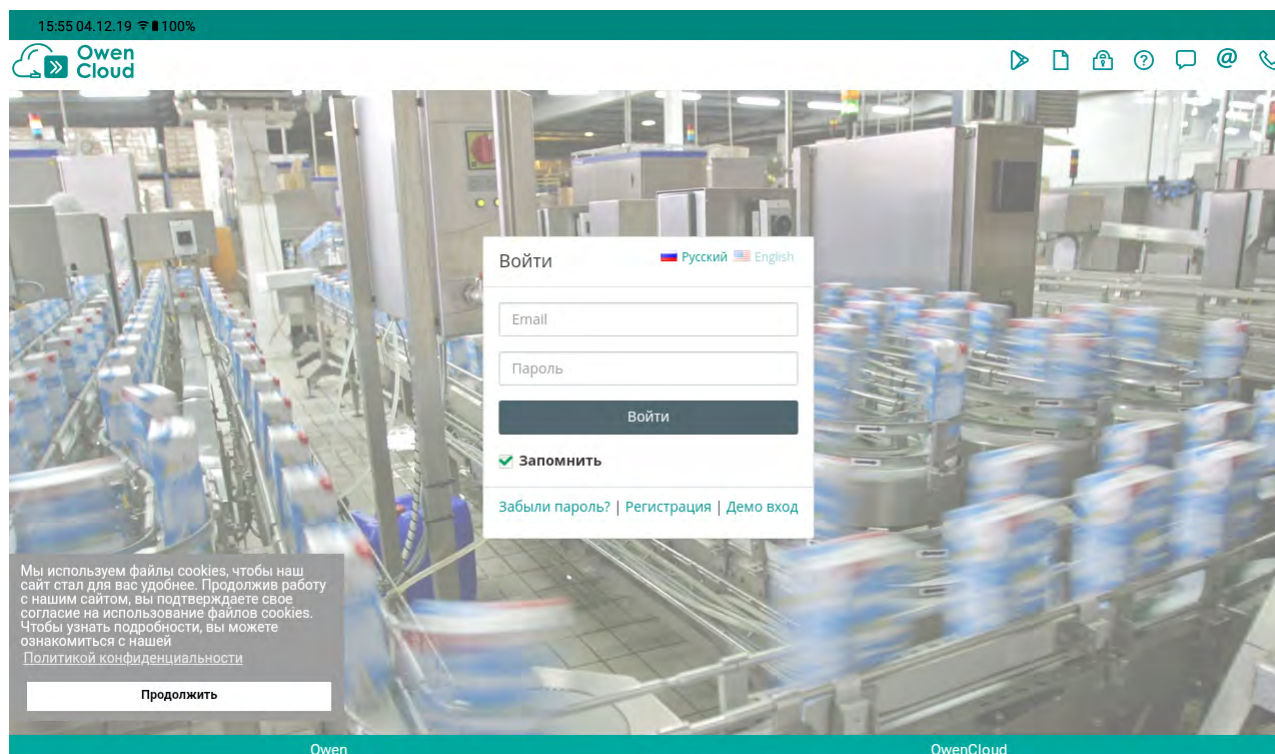 15:55 04.12.19 100%
Owen
Cloud
@
Войти
Русский English
Email
Пароль
Войти
Запомнить
Забыли пароль? | Регистрация | Демо вход
Мы используем файлы cookies, чтобы наш
сайт стал для вас удобнее. Продолжив работу
с нашим сайтом, вы подтверждаете свое
согласие на использование файлов cookies.
Чтобы узнать подробности, вы можете
ознакомиться с нашей
Политикой конфиденциальности
Продолжить
Owen OwenCloud